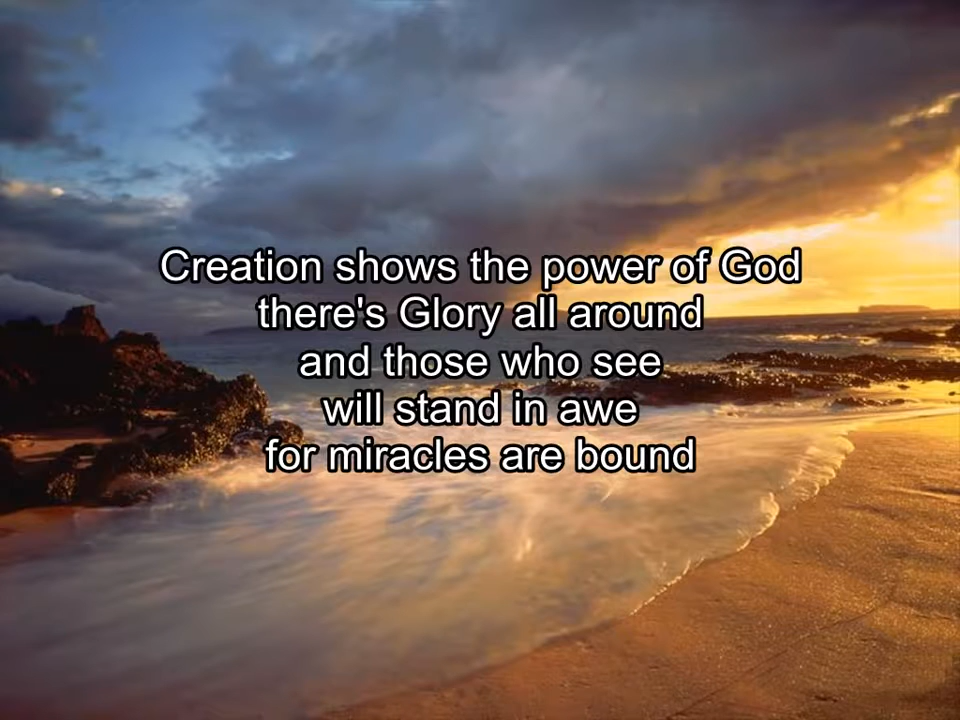 Creation shows the power of God
there's Glory all around
and those who see
will stand in awe
for miracles are bound